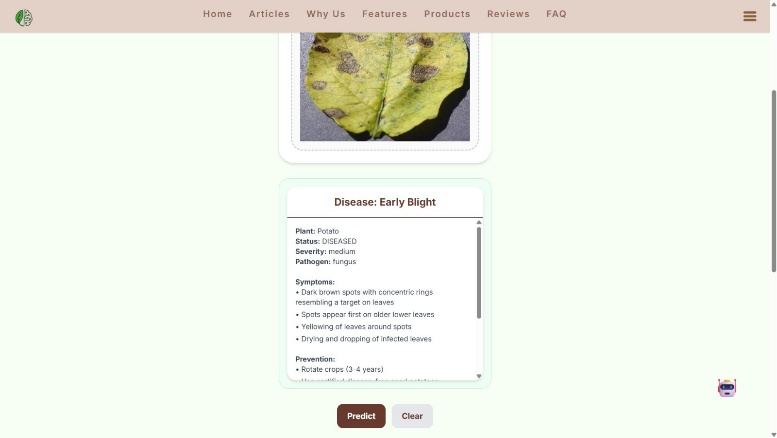 Home Articles Why Us Features Products Reviews FAQ
Disease: Early Blight
Plant: Potato
Status: DISEASED
Severity: medium
Pathogen: fungus
Symptoms:
• Dark brown spots with concentric rings
resembling a target on leaves
• Spots appear first on older lower leaves
• Yellowing of leaves around spots
• Drying and dropping of infected leaves
Prevention:
• Rotate crops (3-4 years)
Predict Clear